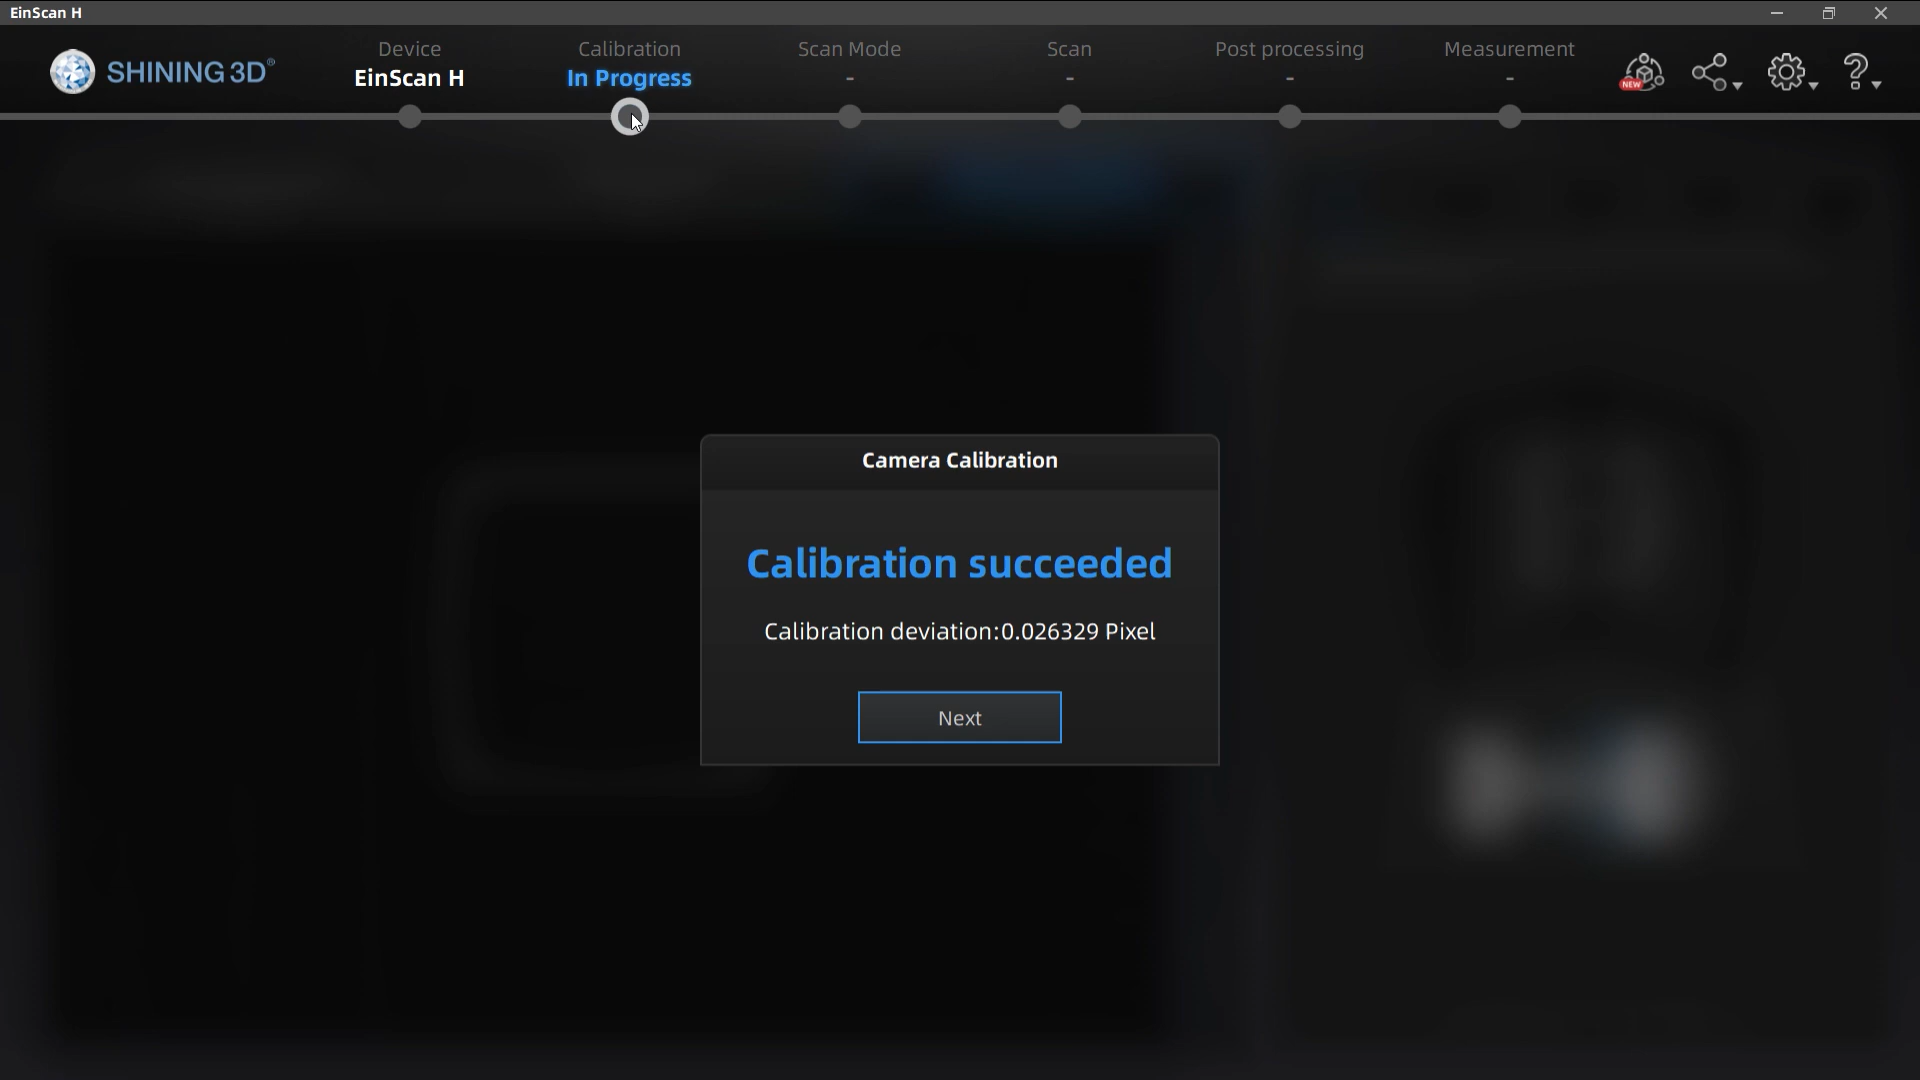 EinScan H
SHINING 3D®
Device
EinScan H
Calibration
In Progress
Scan Mode
-
Scan
-
Post processing
-
Measurement
-
NEW
Camera Calibration
Calibration succeeded
Calibration deviation:0.026329 Pixel
Next